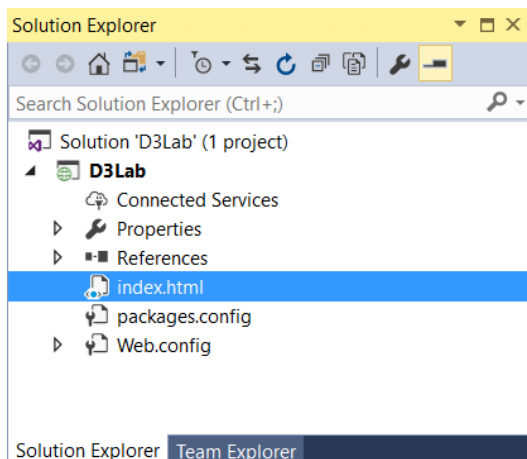 Solution Explorer
Search Solution Explorer (Ctrl+;)
Solution 'D3Lab' (1 project)
D3Lab
Connected Services
Properties
References
index.html
packages.config
Web.config
Solution Explorer Team Explorer